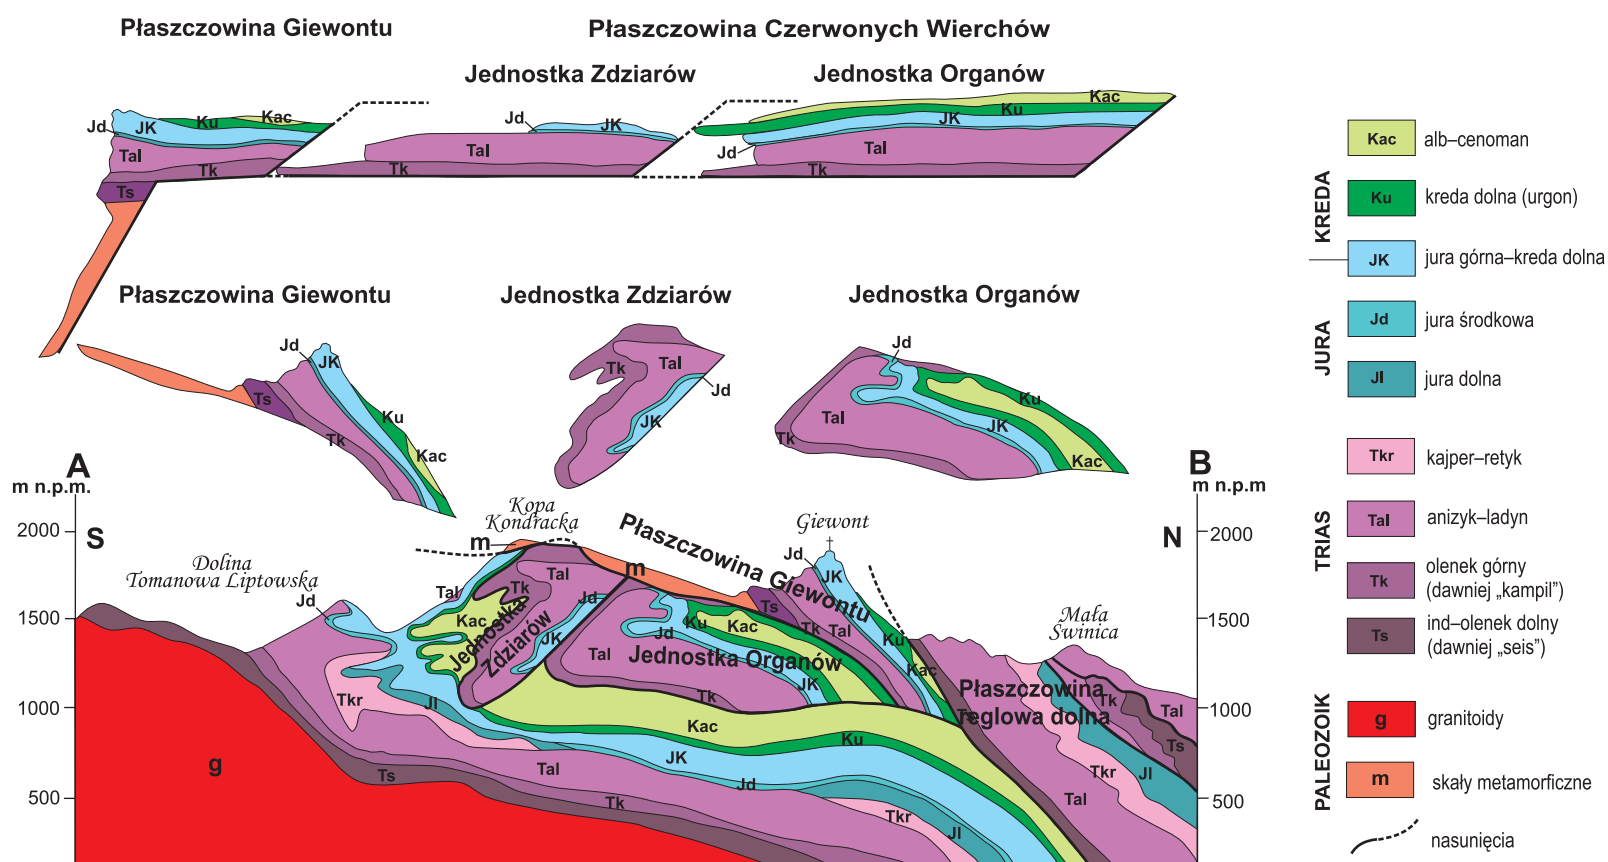 Płaszczowina Giewontu
Płaszczowina Czerwonych Wierchów
Jednostka Zdziarów
Jednostka Organów
Jd
JK
Ku
Kac
Tal
Tk
Ts
Jd
JK
Tal
Tk
Kac
Ku
JK
Jd
Tal
Tk
Płaszczowina Giewontu
Jednostka Zdziarów
Jednostka Organów
Jd
JK
Ts
Ku
Tk
Kac
Tk
Tal
Jd
JK
Jd
Tal
Ku
JK
Tk
Kac
A
m n.p.m.
2000
1500
1000
500
S
B
m n.p.m
2000
1500
1000
500
N
Dolina
Tomanowa Liptowska
Kopa
Kondracka
Giewont
Mała
Świnica
Płaszczowina Giewontu
Jednostka
Zdziarów
Jednostka Organów
Płaszczowina
reglowa dolna
m
m
Jd
Tal
Tk
Tal
Kac
Jd
JK
Jd
JK
Ts
Ku
Kac
Tk
Tal
Jd
Tal
Ku
Kac
JK
Tk
Tkr
Jl
Kac
Ku
JK
Jd
Tal
Tk
Ts
g
Tkr
Jl
Ts
Tk
Tal
Ts
Jl
Tkr
Tal
KREDA
Kac alb–cenoman
Ku kreda dolna (urgon)
JK jura górna–kreda dolna
JURA
Jd jura środkowa
Jl jura dolna
TRIAS
Tkr kajper–retyk
Tal anizyk–ladyn
Tk olenek górny
(dawniej „kampil”)
Ts ind–olenek dolny
(dawniej „seis”)
PALEOZOIK
g granitoidy
m skały metamorficzne
nasunięcia